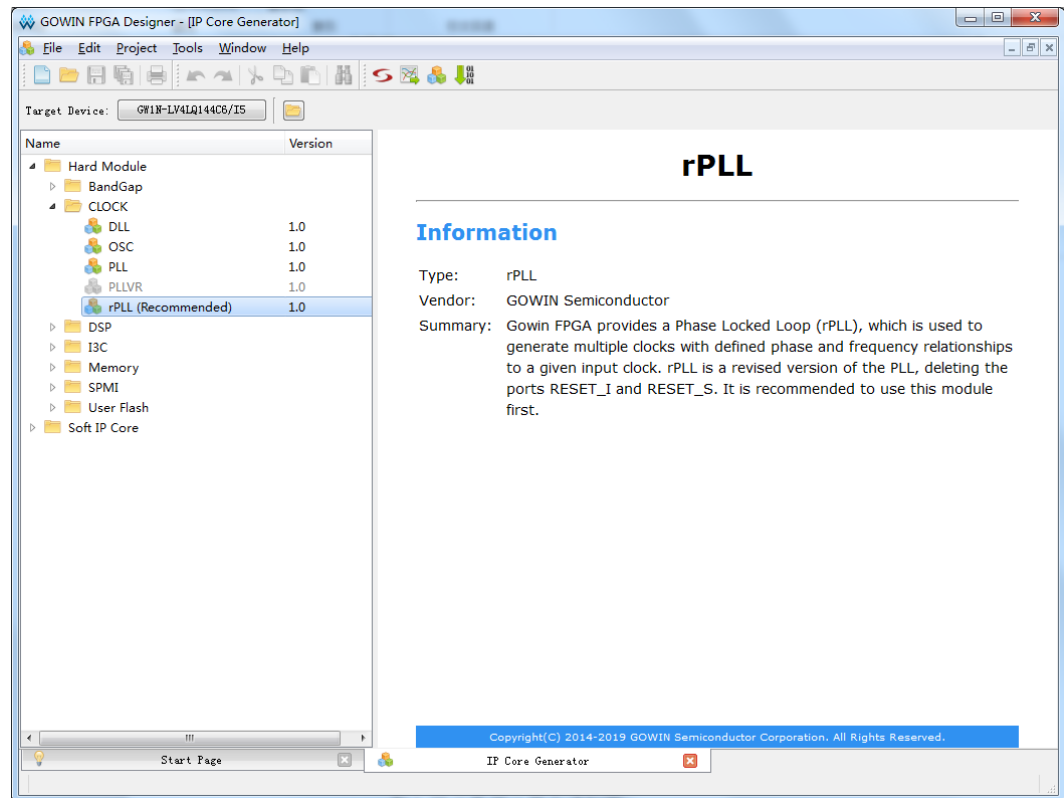 GOWIN FPGA Designer - [IP Core Generator]
File Edit Project Tools Window Help
Target Device: GW1N-LV4LQ144C6/I5
Name Version
Hard Module
BandGap
CLOCK
DLL 1.0
OSC 1.0
PLL 1.0
PLLVR 1.0
rPLL (Recommended) 1.0
DSP
I3C
Memory
SPMI
User Flash
Soft IP Core
rPLL
Information
Type: rPLL
Vendor: GOWIN Semiconductor
Summary: Gowin FPGA provides a Phase Locked Loop (rPLL), which is used to
generate multiple clocks with defined phase and frequency relationships
to a given input clock. rPLL is a revised version of the PLL, deleting the
ports RESET_I and RESET_S. It is recommended to use this module
first.
Copyright(C) 2014-2019 GOWIN Semiconductor Corporation. All Rights Reserved.
Start Page IP Core Generator